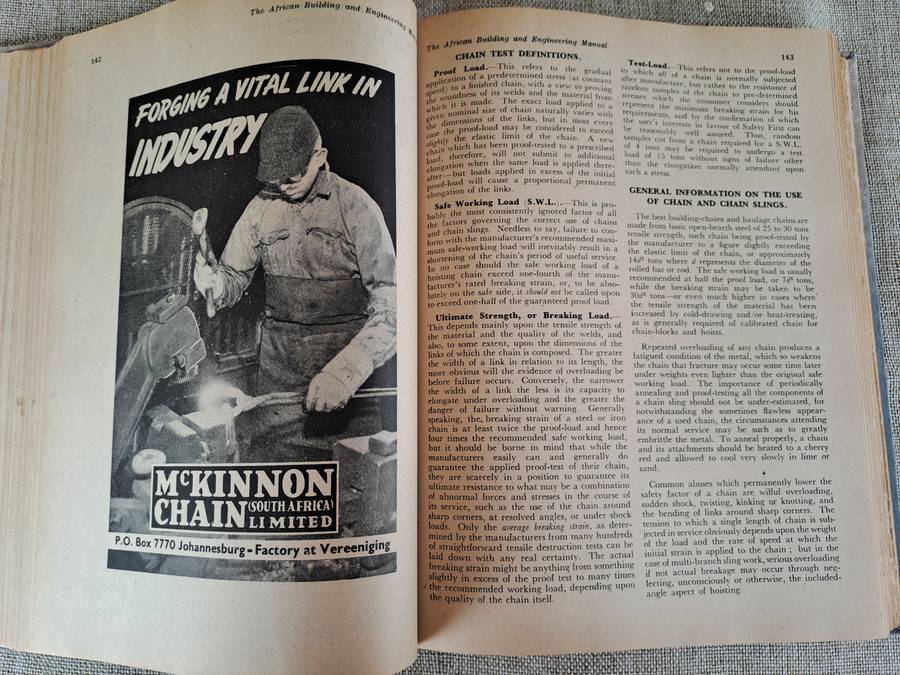 The African Building and Engineering
142
FORGING A VITAL LINK IN
INDUSTRY
McKINNON
CHAIN (SOUTH AFRICA)
LIMITED
P.O. Box 7770 Johannesburg - Factory at Vereeniging
The African Building and Engineering Manual.
143
CHAIN TEST DEFINITIONS.
Proof Load.—This refers to the gradual
application of a predetermined stress (at constant
speed) to a finished chain, with a view to proving
the soundness of its welds and the material from
which it is made. The exact load applied to a
given nominal size of chain naturally varies with
the dimensions of the links, but in most every
case the proof-load may be considered to exceed
slightly the elastic limit of the chain. A new
chain which has been proof-tested to a prescribed
load, therefore, will not submit to additional
elongation when the same load is applied there-
after—but loads applied in excess of the initial
proof-load will cause a proportional permanent
elongation of the links.
Safe Working Load (S.W.L.).—This is pro-
bably the most consistently ignored factor of all
the factors governing the correct use of chains
and chain slings. Needless to say, failure to con-
form with the manufacturer's recommended maxi-
mum safe-working load will inevitably result in a
shortening of the chain's period of useful service.
In no case should the safe working load of a
hoisting chain exceed one-fourth of the manu-
facturer's rated breaking strain, or, to be abso-
lutely on the safe side, it should not be called upon
to exceed one-half of the guaranteed proof load.
Ultimate Strength, or Breaking Load.—
This depends mainly upon the tensile strength of
the material and the quality of the welds, and
also, to some extent, upon the dimensions of the
links of which the chain is composed. The greater
the width of a link in relation to its length, the
more obvious will the evidence of overloading be
before failure occurs. Conversely, the narrower
the width of a link the less is its capacity to
elongate under overloading and the greater the
danger of failure without warning. Generally
speaking, the, breaking strain of a steel or iron
chain is at least twice the proof-load and hence
four times the recommended safe working load,
but it should be borne in mind that while the
manufacturers easily can and generally do
guarantee the applied proof-test of their chain,
they are scarcely in a position to guarantee its
ultimate resistance to what may be a combination
of abnormal forces and stresses in the course of
its service, such as the use of the chain around
sharp corners, at resolved angles, or under shock
loads. Only the average breaking strain, as deter-
mined by the manufacturers from many hundreds
of straightforward tensile destruction tests can be
laid down with any real certainty. The actual
breaking strain might be anything from something
slightly in excess of the proof test to many times
the recommended working load, depending upon
the quality of the chain itself.
Test-Load.—This refers not to the proof-load
to which all of a chain is normally subjected
after manufacture, but rather to the resistance of
random samples of the chain to pre-determined
stresses which the consumer considers should
represent the minimum breaking strain for his
requirements, and by the confirmation of which
the user's interests in favour of Safety First can
be reasonably well assured. Thus, random
samples cut from a chain required for a S.W.L.
of 4 tons may be required to undergo a test
load of 15 tons without signs of failure other
than the elongation normally attendant upon
such a stress.
GENERAL INFORMATION ON THE USE
OF CHAIN AND CHAIN SLINGS.
The best building-chains and haulage chains are
made from basic open-hearth steel of 25 to 30 tons
tensile strength, such chain being proof-tested by
the manufacturer to a figure slightly exceeding
the elastic limit of the chain, or approximately
14d² tons where d represents the diameter of the
rolled bar or rod. The safe working load is usually
recommended at half the proof load, or 7d² tons,
while the breaking strain may be taken to be
30d² tons—or even much higher in cases where
the tensile strength of the material has been
increased by cold-drawing and/or heat-treating,
as is generally required of calibrated chain for
chain-blocks and hoists.
Repeated overloading of any chain produces a
fatigued condition of the metal, which so weakens
the chain that fracture may occur some time later
under weights even lighter than the original safe
working load. The importance of periodically
annealing and proof-testing all the components of
a chain sling should not be under-estimated, for
notwithstanding the sometimes flawless appear-
ance of a used chain, the circumstances attending
its normal service may be such as to greatly
embrittle the metal. To anneal properly, a chain
and its attachments should be heated to a cherry
red and allowed to cool very slowly in lime or
sand.
Common abuses which permanently lower the
safety factor of a chain are wilful overloading,
sudden shock, twisting, kinking or knotting, and
the bending of links around sharp corners. The
tension to which a single length of chain is sub-
jected in service obviously depends upon the weight
of the load and the rate of speed at which the
initial strain is applied to the chain ; but in the
case of multi-branch sling work, serious overloading
if not actual breakage may occur through neg-
lecting, unconsciously or otherwise, the included-
angle aspect of hoisting.